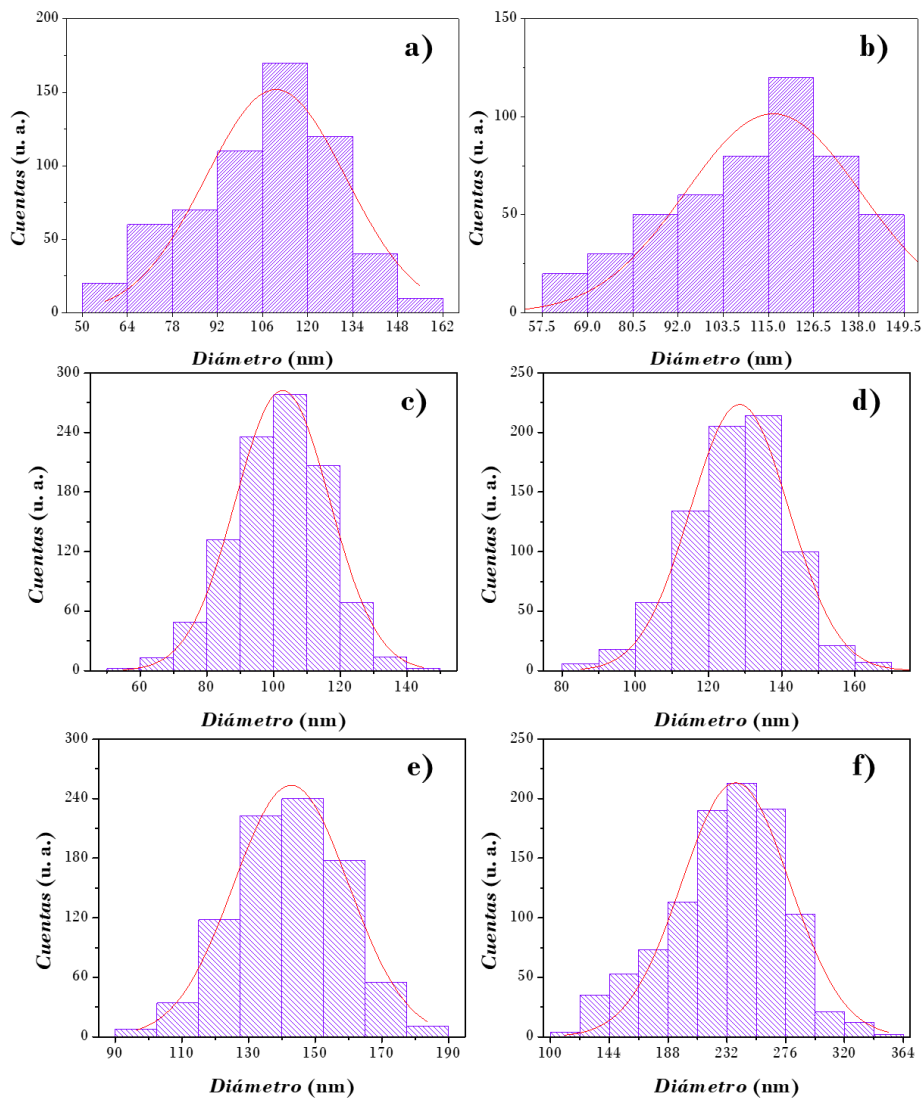 a)
200
150
100
50
0
Cuentas (u. a.)
50 64 78 92 106 120 134 148 162
Diámetro (nm)
b)
150
100
50
0
Cuentas (u. a.)
57.5 69.0 80.5 92.0 103.5 115.0 126.5 138.0 149.5
Diámetro (nm)
c)
300
240
180
120
60
0
Cuentas (u. a.)
60 80 100 120 140
Diámetro (nm)
d)
250
200
150
100
50
0
Cuentas (u. a.)
80 100 120 140 160
Diámetro (nm)
e)
300
240
180
120
60
0
Cuentas (u. a.)
90 110 130 150 170 190
Diámetro (nm)
f)
250
200
150
100
50
0
Cuentas (u. a.)
100 144 188 232 276 320 364
Diámetro (nm)